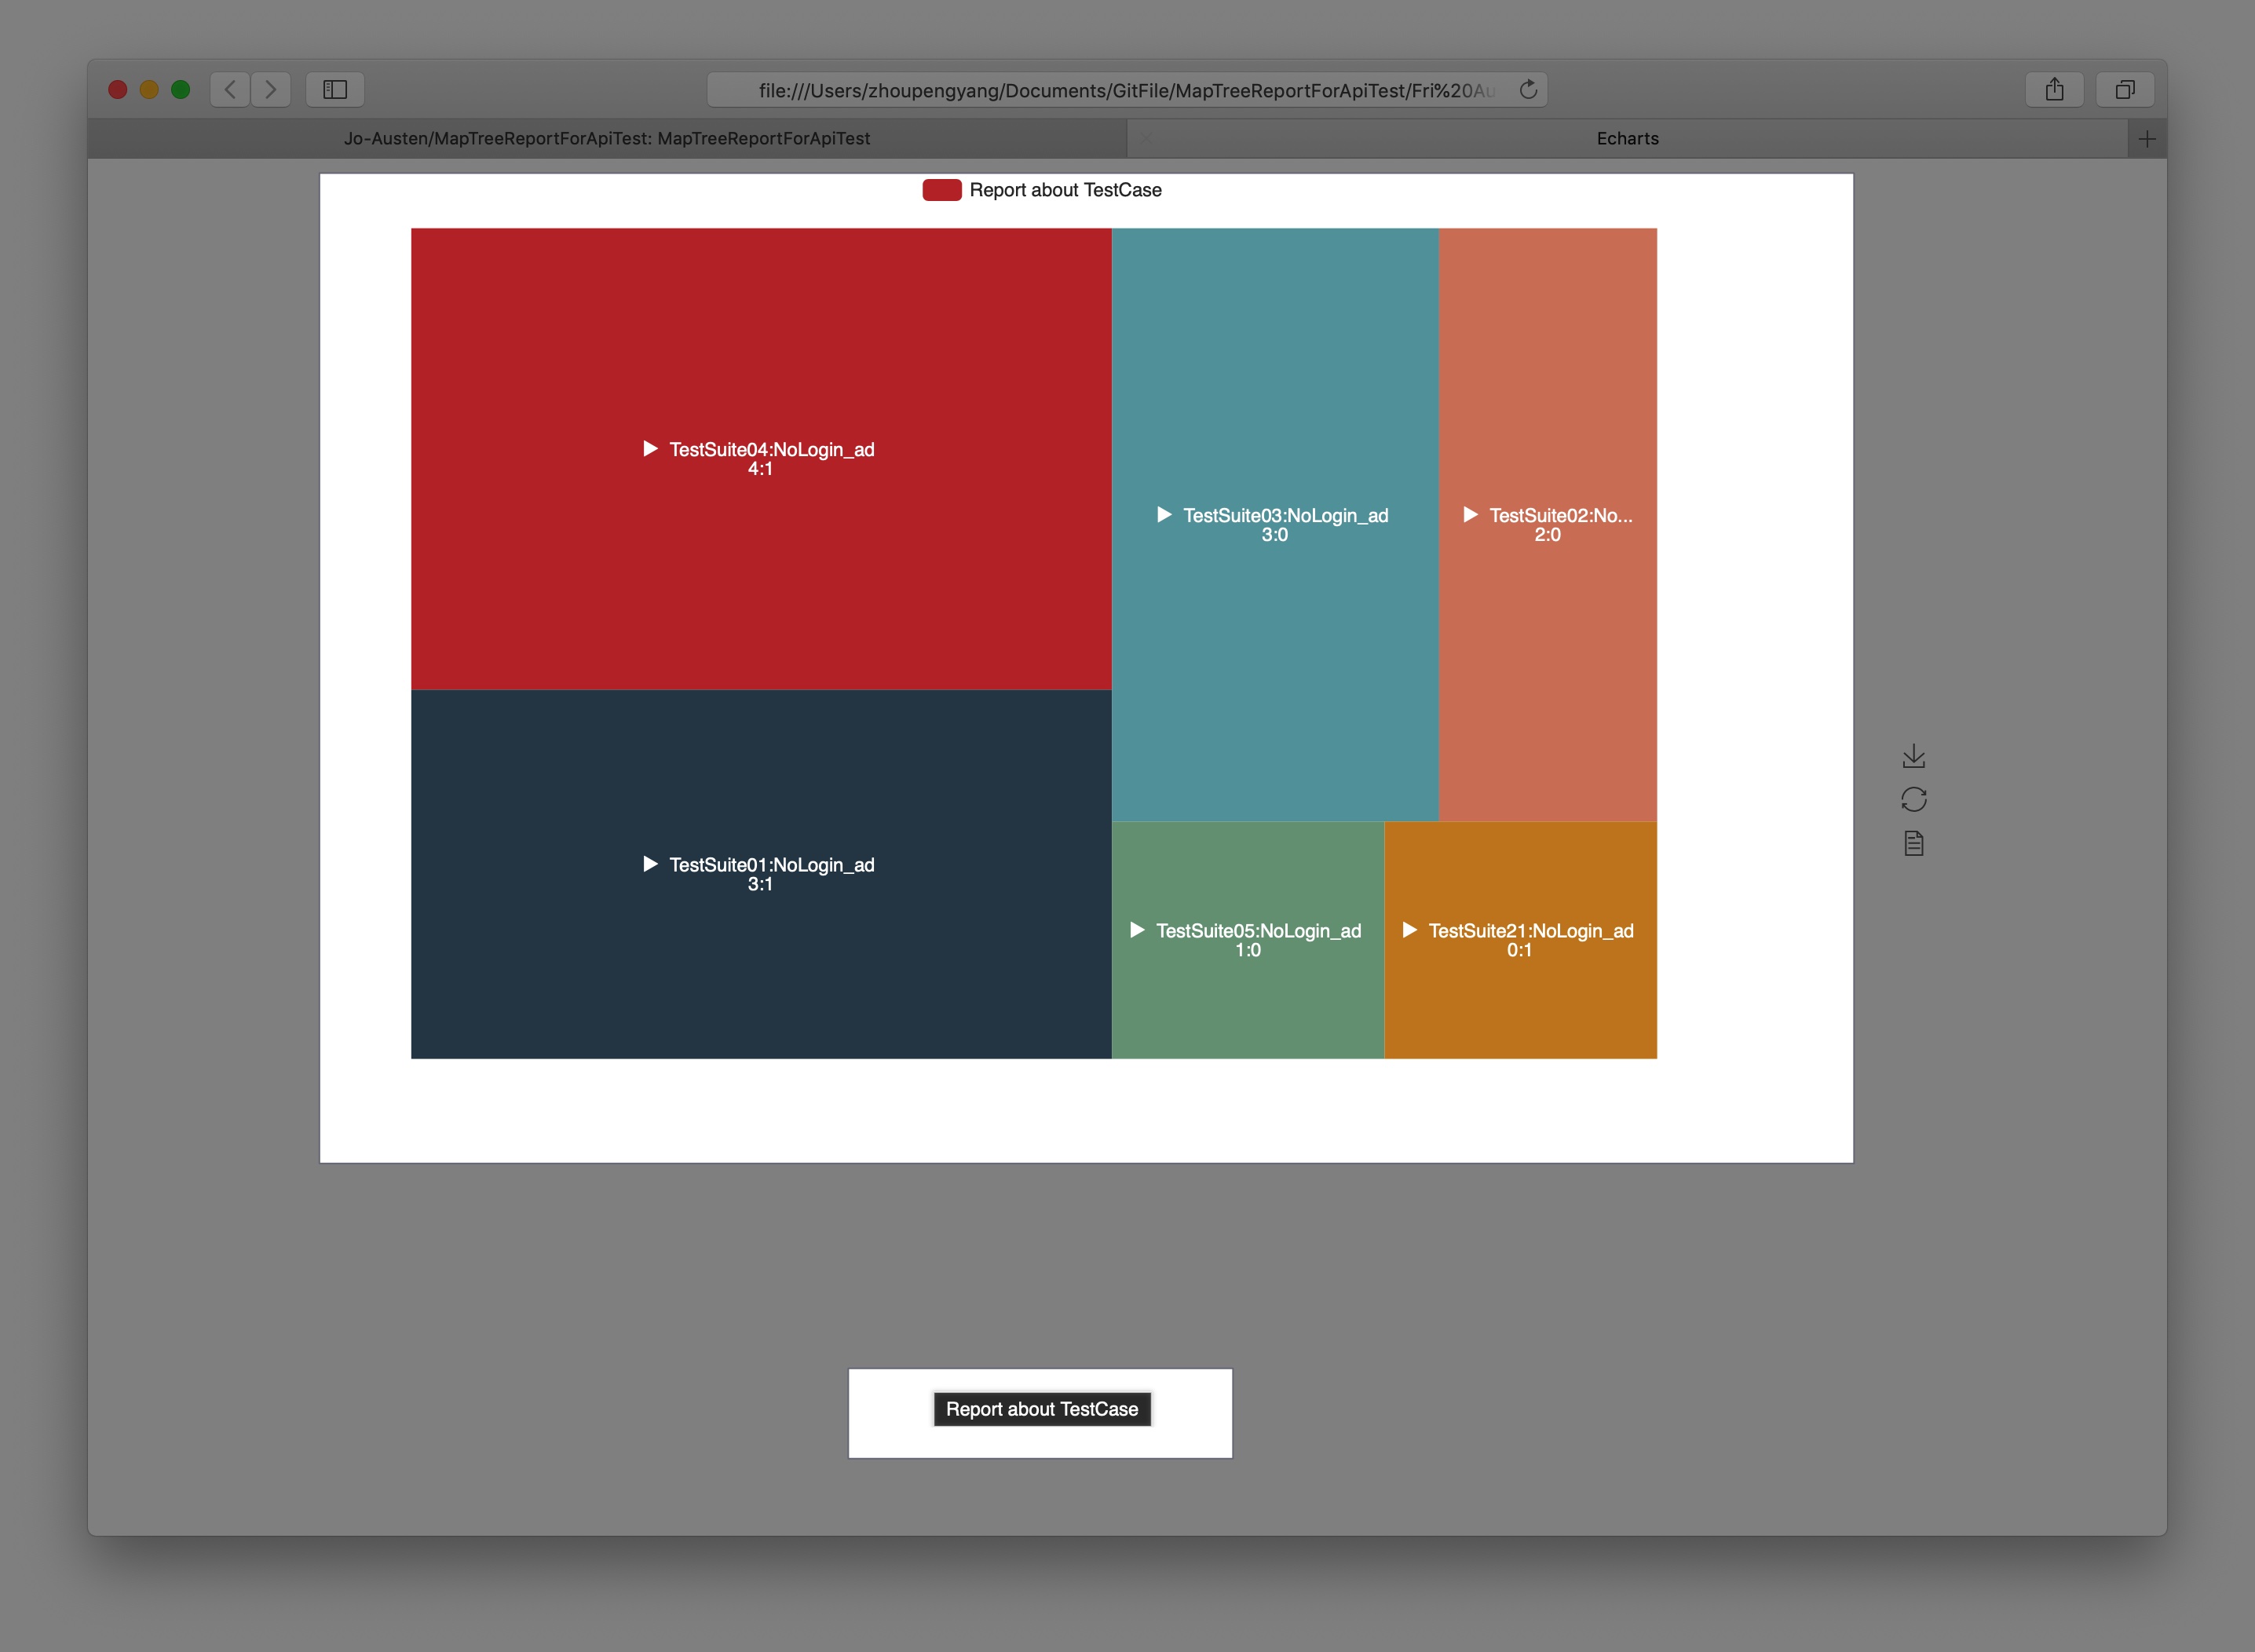 file:///Users/zhoupengyang/Documents/GitFile/MapTreeReportForApiTest/Fri%20Au
Jo-Austen/MapTreeReportForApiTest: MapTreeReportForApiTest
Echarts
Report about TestCase
TestSuite04:NoLogin_ad
4:1
TestSuite03:NoLogin_ad
3:0
TestSuite02:No...
2:0
TestSuite01:NoLogin_ad
3:1
TestSuite05:NoLogin_ad
1:0
TestSuite21:NoLogin_ad
0:1
Report about TestCase